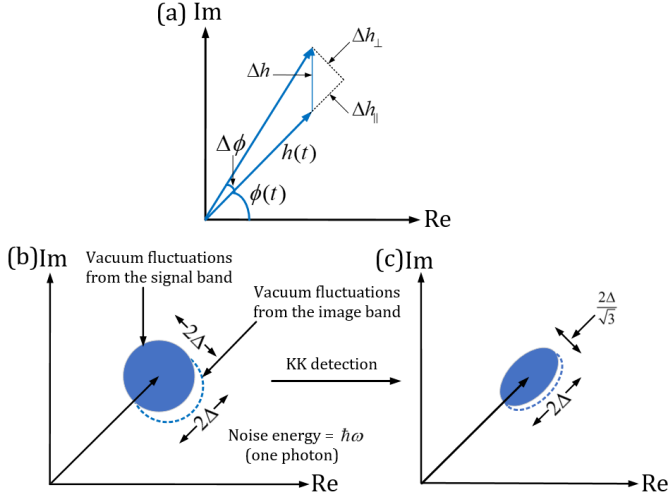 (a)
Im
Δh⊥
Δh
Δh∥
Δϕ
h(t)
ϕ(t)
Re
(b)
Im
Vacuum fluctuations
from the signal band
2Δ
Vacuum fluctuations
from the image band
2Δ
KK detection
Noise energy = ℏω
(one photon)
Re
(c)
Im
2Δ
√3
2Δ
Re